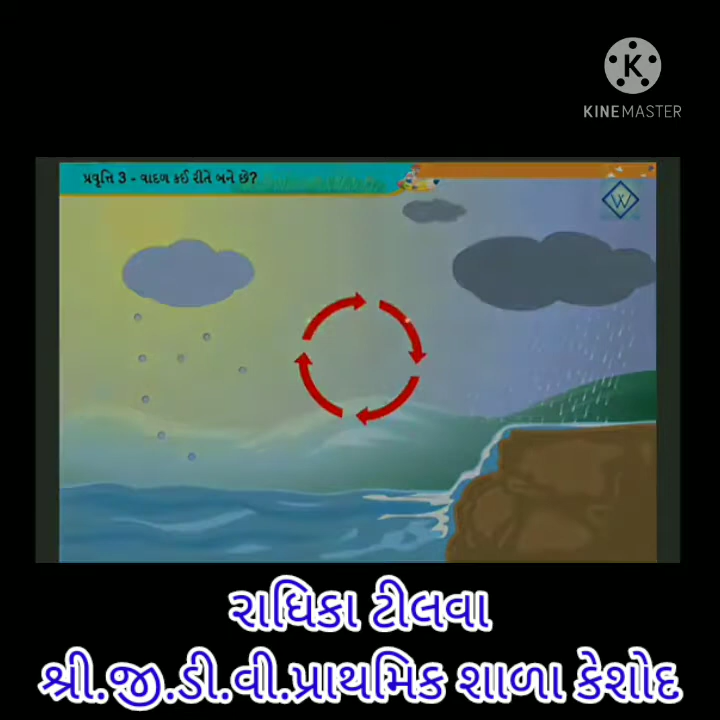 KINEMASTER
પ્રવૃત્તિ 3 - વાદળ કઈ રીતે બને છે?
રાધિકા ટીલવા
શ્રી.જી.ડી.વી.પ્રાથમિક શાળા કેશોદ